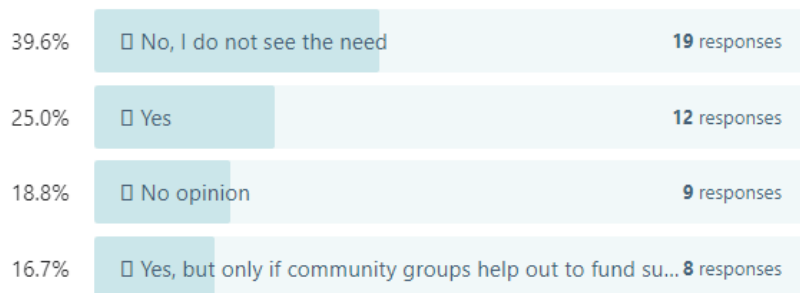 39.6% No, I do not see the need 19 responses
25.0% Yes 12 responses
18.8% No opinion 9 responses
16.7% Yes, but only if community groups help out to fund su... 8 responses